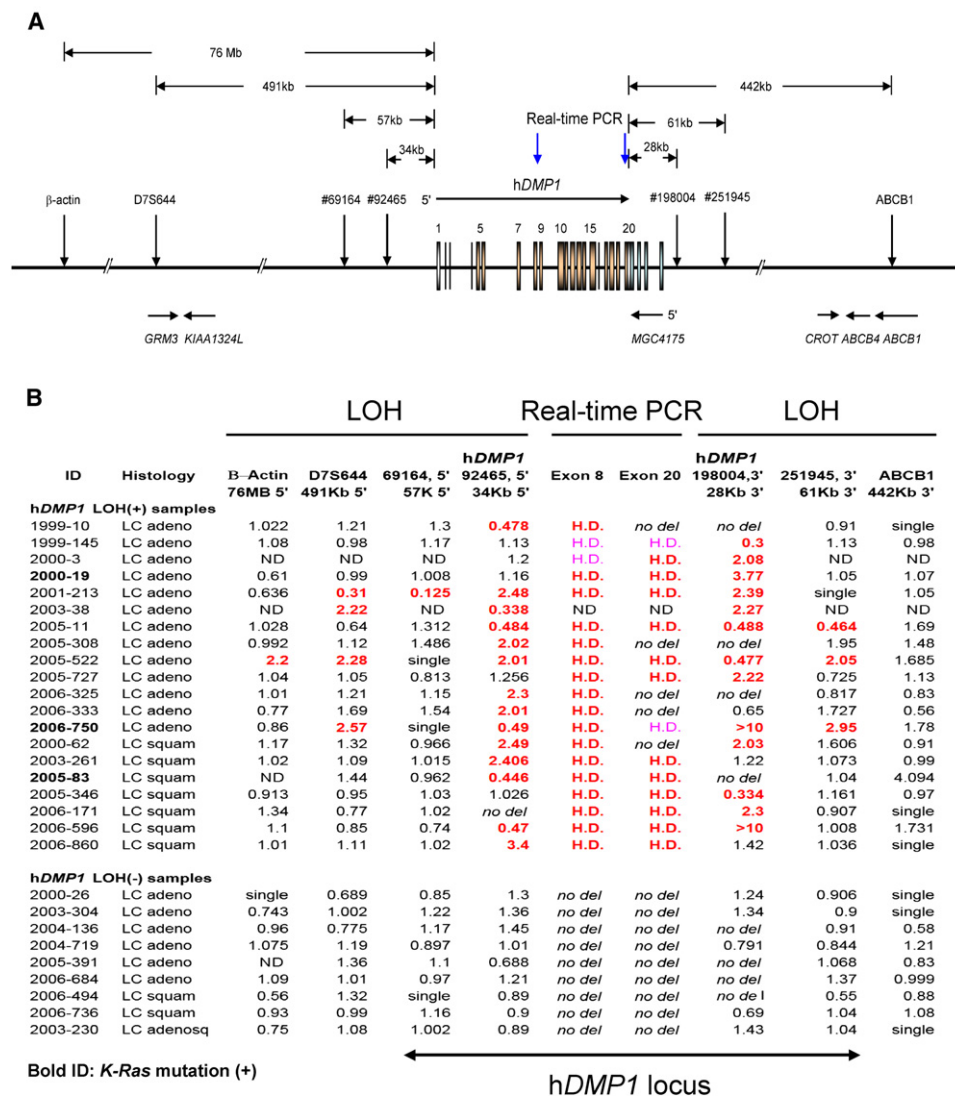 A
76 Mb
491kb
442kb
57kb
Real-time PCR
61kb
34kb
28kb
hDMP1
β-actin
D7S644
#69164
#92465
5'
#198004
#251945
ABCB1
1 5 7 9 10 15 20
GRM3 KIAA1324L
MGC4175
5'
CROT ABCB4 ABCB1
B
LOH Real-time PCR LOH
hDMP1 hDMP1
ID Histology B–Actin D7S644 69164, 5' 92465, 5' Exon 8 Exon 20 198004,3' 251945, 3' ABCB1
76MB 5' 491Kb 5' 57K 5' 34Kb 5' 28Kb 3' 61Kb 3' 442Kb 3'
hDMP1 LOH(+) samples
1999-10 LC adeno 1.022 1.21 1.3 0.478 H.D. no del no del 0.91 single
1999-145 LC adeno 1.08 0.98 1.17 1.13 H.D. H.D. 0.3 1.13 0.98
2000-3 LC adeno ND ND ND 1.2 H.D. H.D. 2.08 ND ND
2000-19 LC adeno 0.61 0.99 1.008 1.16 H.D. H.D. 3.77 1.05 1.07
2001-213 LC adeno 0.636 0.31 0.125 2.48 H.D. H.D. 2.39 single 1.05
2003-38 LC adeno ND 2.22 ND 0.338 ND ND 2.27 ND ND
2005-11 LC adeno 1.028 0.64 1.312 0.484 H.D. H.D. 0.488 0.464 1.69
2005-308 LC adeno 0.992 1.12 1.486 2.02 H.D. no del no del 1.95 1.48
2005-522 LC adeno 2.2 2.28 single 2.01 H.D. H.D. 0.477 2.05 1.685
2005-727 LC adeno 1.04 1.05 0.813 1.256 H.D. H.D. 2.22 0.725 1.13
2006-325 LC adeno 1.01 1.21 1.15 2.3 H.D. no del no del 0.817 0.83
2006-333 LC adeno 0.77 1.69 1.54 2.01 H.D. no del 0.65 1.727 0.56
2006-750 LC adeno 0.86 2.57 single 0.49 H.D. H.D. >10 2.95 1.78
2000-62 LC squam 1.17 1.32 0.966 2.49 H.D. no del 2.03 1.606 0.91
2003-261 LC squam 1.02 1.09 1.015 2.406 H.D. H.D. 1.22 1.073 0.99
2005-83 LC squam ND 1.44 0.962 0.446 H.D. H.D. no del 1.04 4.094
2005-346 LC squam 0.913 0.95 1.03 1.026 H.D. H.D. 0.334 1.161 0.97
2006-171 LC squam 1.34 0.77 1.02 no del H.D. H.D. 2.3 0.907 single
2006-596 LC squam 1.1 0.85 0.74 0.47 H.D. H.D. >10 1.008 1.731
2006-860 LC squam 1.01 1.11 1.02 3.4 H.D. H.D. 1.42 1.036 single
hDMP1 LOH(-) samples
2000-26 LC adeno single 0.689 0.85 1.3 no del no del 1.24 0.906 single
2003-304 LC adeno 0.743 1.002 1.22 1.36 no del no del 1.34 0.9 single
2004-136 LC adeno 0.96 0.775 1.17 1.45 no del no del no del 0.91 0.58
2004-719 LC adeno 1.075 1.19 0.897 1.01 no del no del 0.791 0.844 1.21
2005-391 LC adeno ND 1.36 1.1 0.688 no del no del no del 1.068 0.83
2006-684 LC adeno 1.09 1.01 0.97 1.21 no del no del no del 1.37 0.999
2006-494 LC squam 0.56 1.32 single 0.89 no del no del no de l 0.55 0.88
2006-736 LC squam 0.93 0.99 1.16 0.9 no del no del 0.69 1.04 1.08
2003-230 LC adenosq 0.75 1.08 1.002 0.89 no del no del 1.43 1.04 single
Bold ID: K-Ras mutation (+)
hDMP1 locus